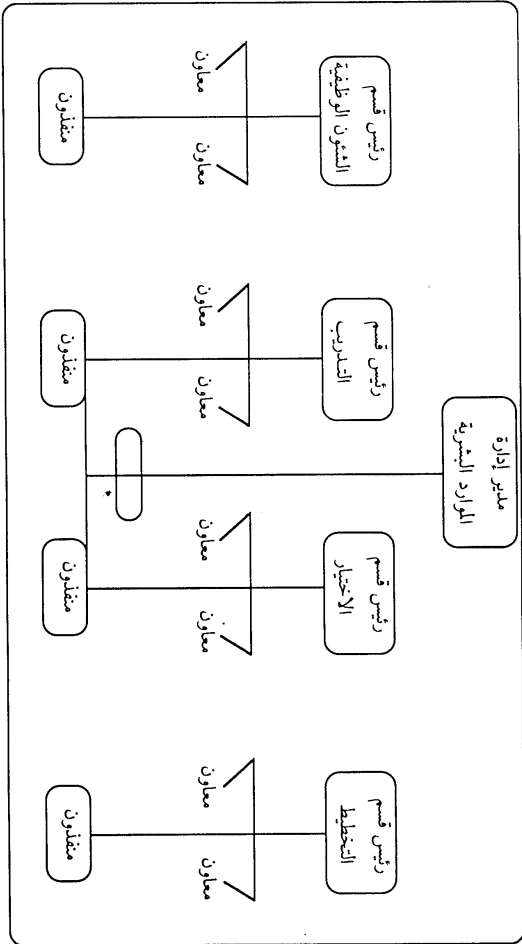 مدير إدارة
الموارد البشرية
رئيس قسم
التخطيط
رئيس قسم
الاختيار
رئيس قسم
التدريب
رئيس قسم
الشئون الوظيفية
معاون
معاون
معاون
معاون
معاون
معاون
معاون
معاون
منفذون
منفذون
منفذون
منفذون